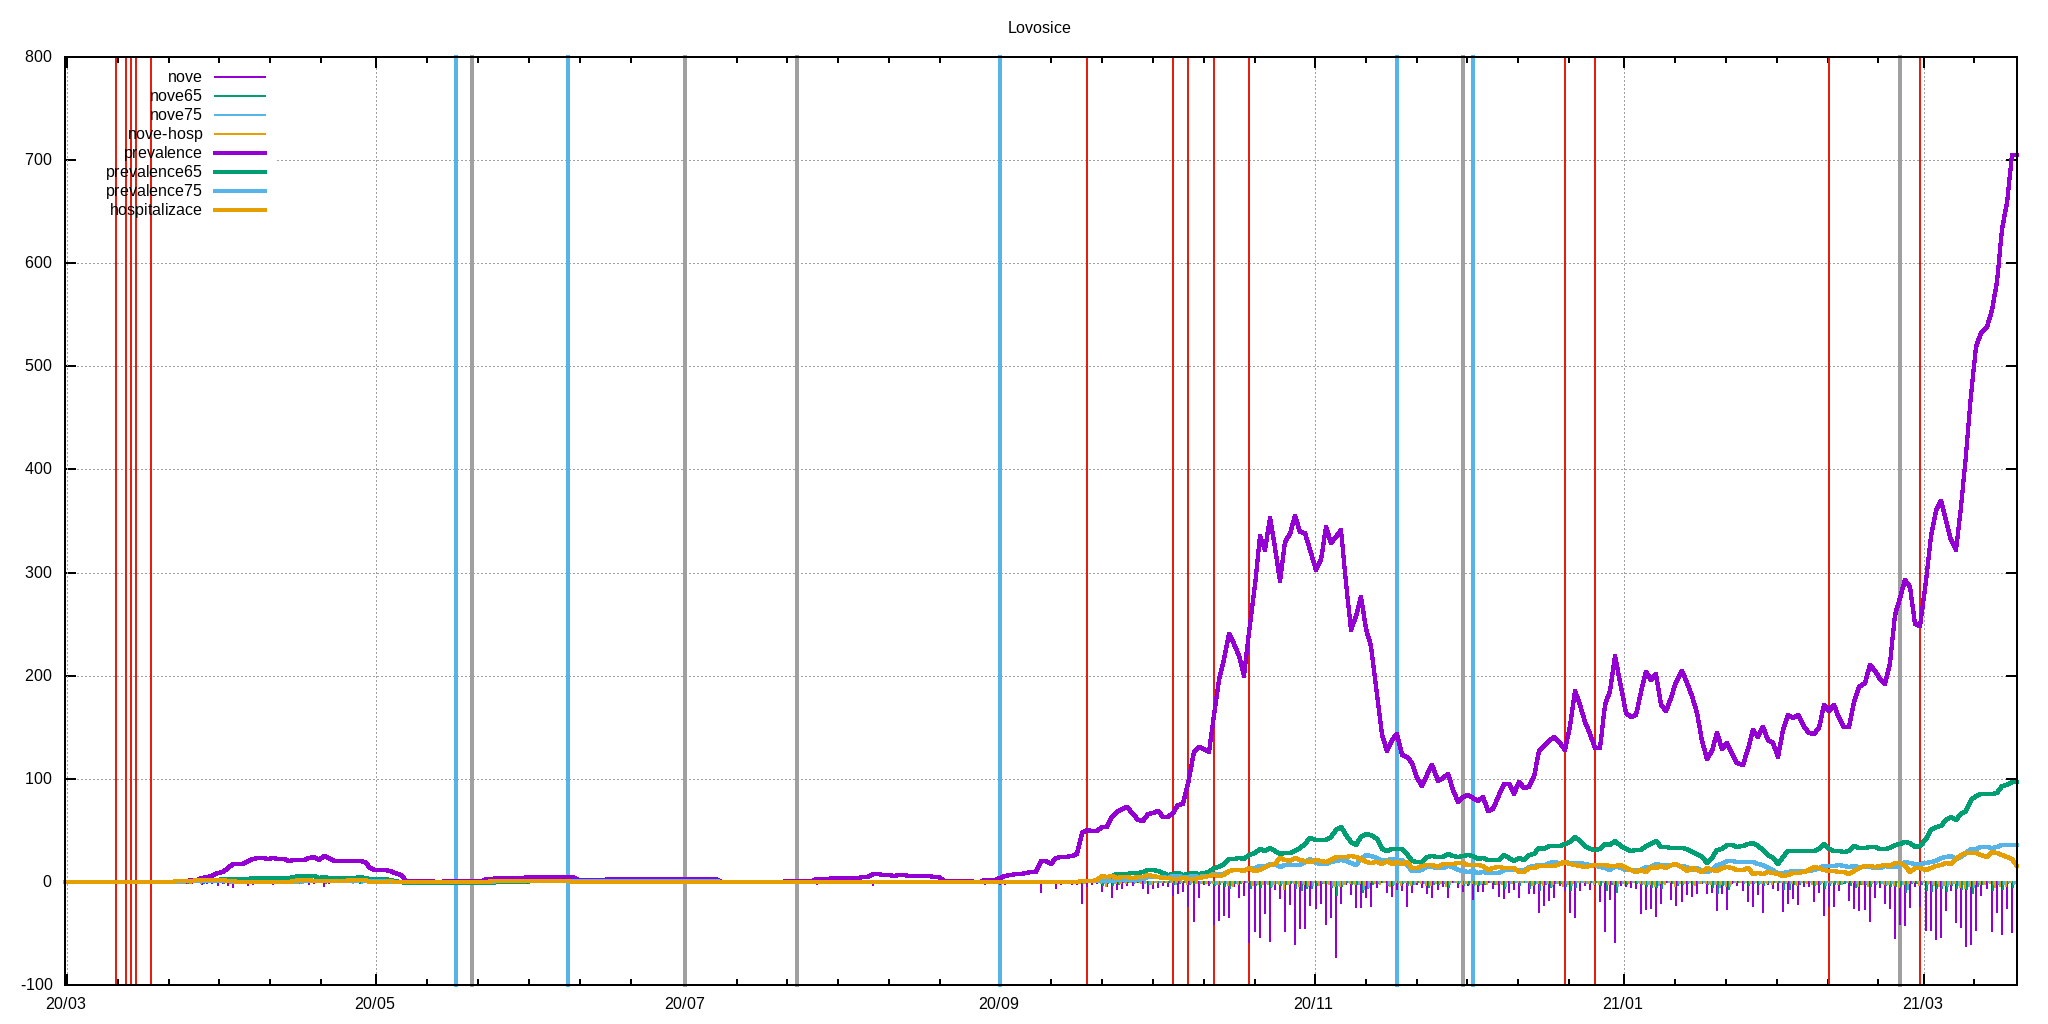 Lovosice
800
nove
nove65
nove75
nove-hosp
prevalence
prevalence65
prevalence75
hospitalizace
700
600
500
400
300
200
100
0
-100
20/03 20/05 20/07 20/09 20/11 21/01 21/03